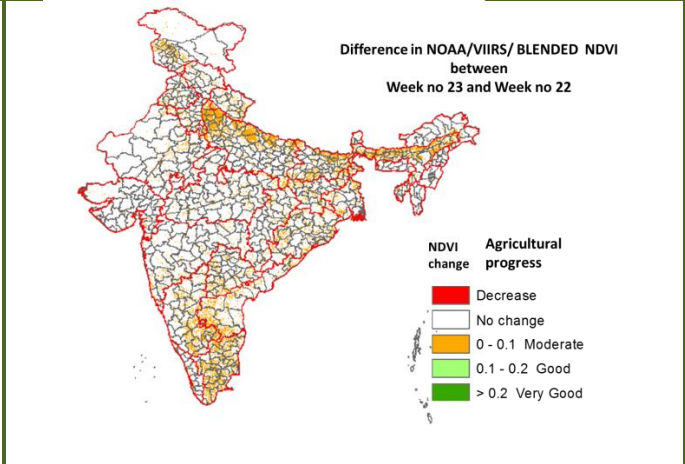 Difference in NOAA/VIIRS/ BLENDED NDVI
between
Week no 23 and Week no 22
NDVI change
Agricultural progress
Decrease
No change
0 - 0.1 Moderate
0.1 - 0.2 Good
> 0.2 Very Good